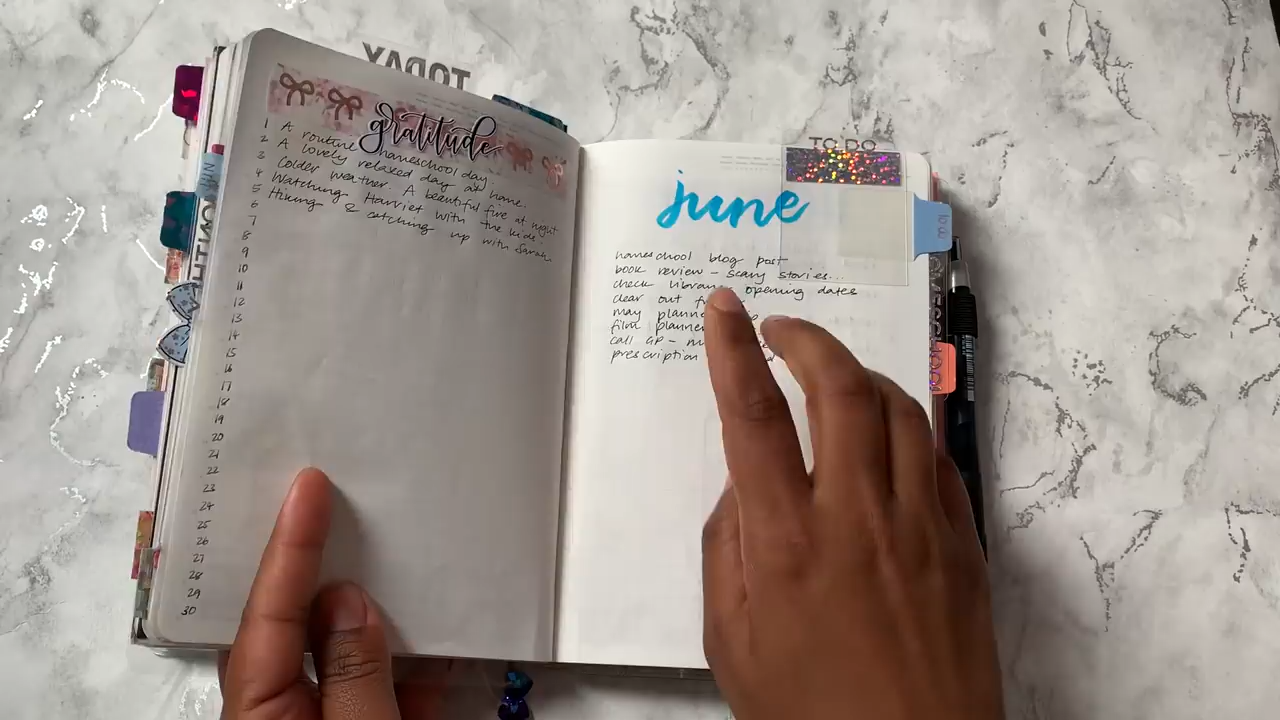 TODAY
gratitude
1 A routine homeschool day.
2 A lovely relaxed day at home.
3 Colder weather. A beautiful fire at night
4 Watching Harriet with the kids.
5 Hiking & catching up with Sarah.
6
7
8
9
10
11
12
13
14
15
16
17
18
19
20
21
22
23
24
25
26
27
28
29
30
TO DO
june
homeschool blog post
book review - scary stories...
check library opening dates
clear out
may planner
film planner
call GP -
prescription
TO DO